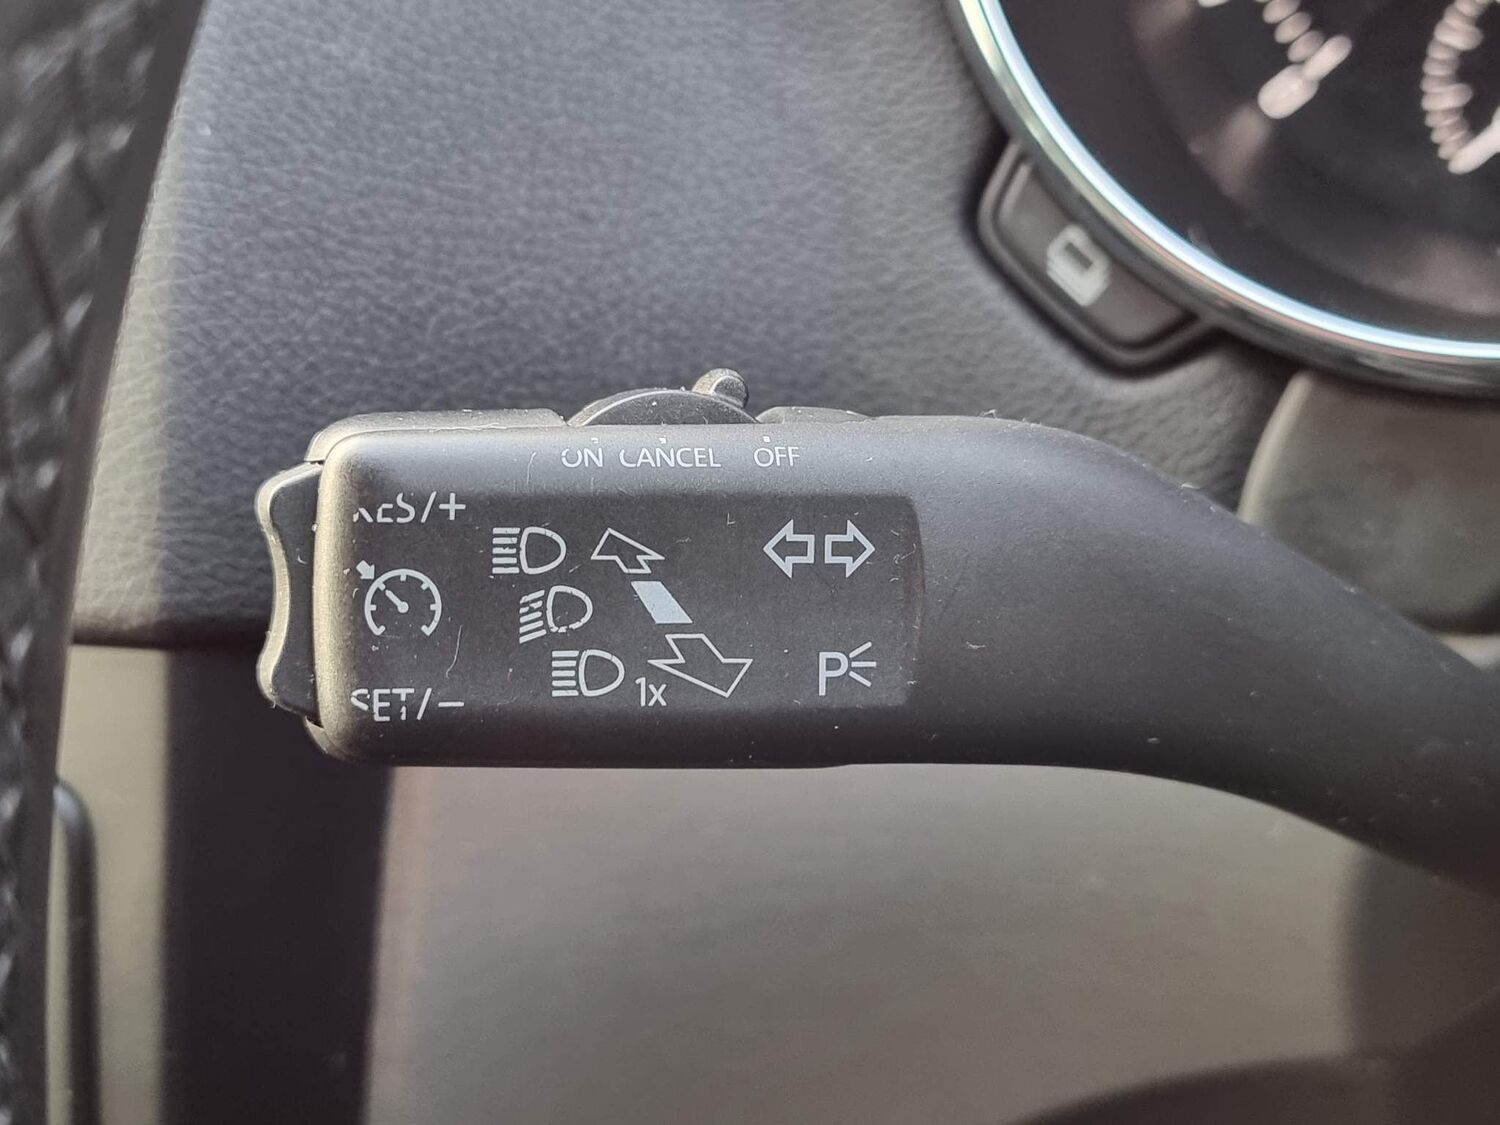 ON CANCEL OFF
RES/+
SET/-
1x
P